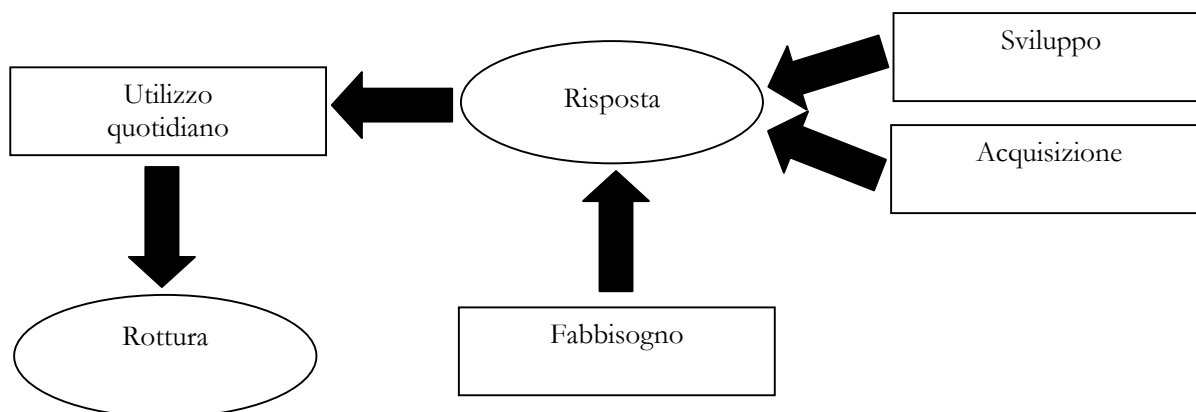 Sviluppo
Utilizzo
quotidiano
Risposta
Acquisizione
Rottura
Fabbisogno